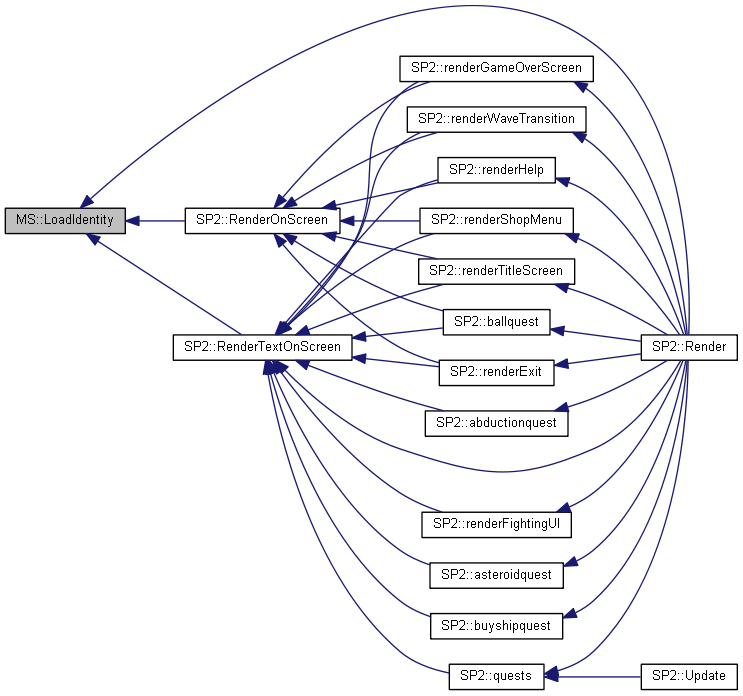 SP2::renderGameOverScreen
SP2::renderWaveTransition
SP2::renderHelp
MS::LoadIdentity
SP2::RenderOnScreen
SP2::renderShopMenu
SP2::renderTitleScreen
SP2::ballquest
SP2::RenderTextOnScreen
SP2::Render
SP2::renderExit
SP2::abductionquest
SP2::renderFightingUI
SP2::asteroidquest
SP2::buyshipquest
SP2::quests
SP2::Update